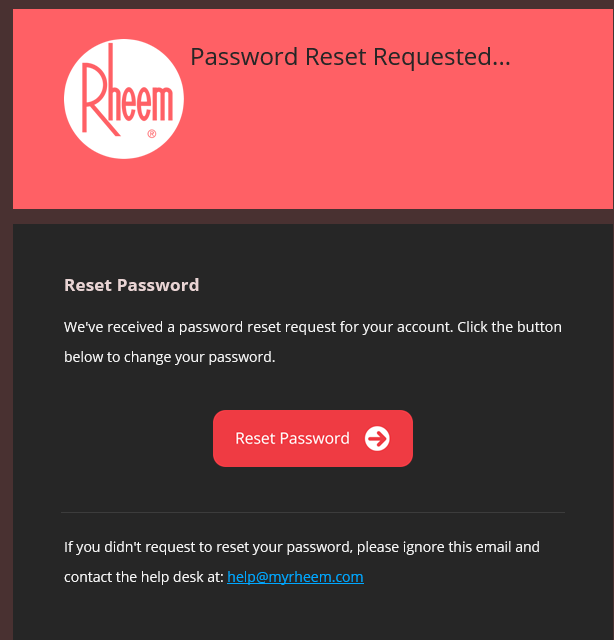 Rheem
®
Password Reset Requested...
Reset Password
We've received a password reset request for your account. Click the button
below to change your password.
Reset Password
If you didn't request to reset your password, please ignore this email and
contact the help desk at: help@myrheem.com